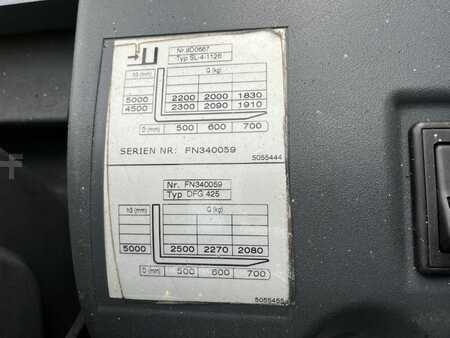 Nr.8D0667
Typ SL-4-1126
h3 (mm) Q (kg)
5000 2200 2000 1830
4500 2300 2090 1910
D (mm) 500 600 700
SERIEN NR: FN340059
5055444
Nr. FN340059
Typ DFG 425
h3 (mm) Q (kg)
5000 2500 2270 2080
D (mm) 500 600 700
5055455